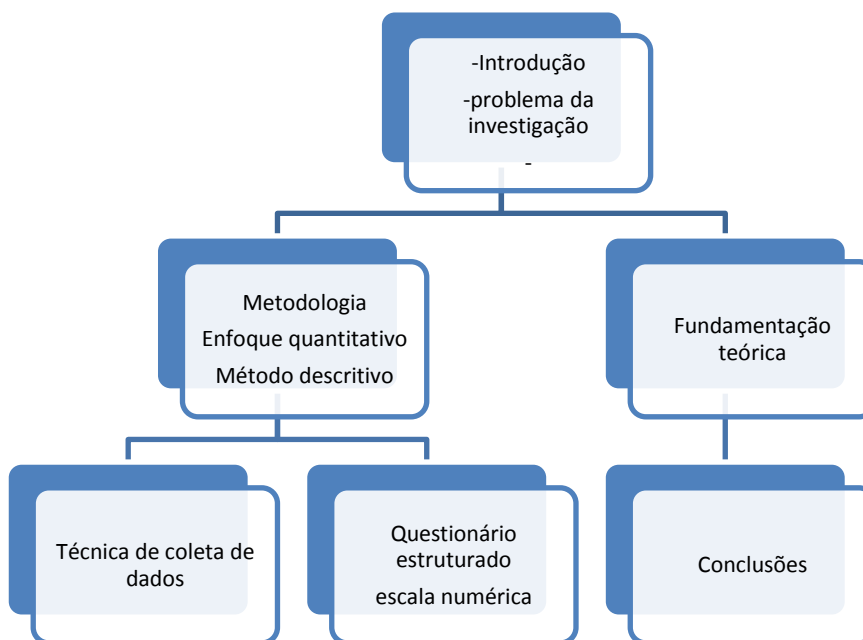 -Introdução
-problema da
investigação
-
Metodologia
Enfoque quantitativo
Método descritivo
Fundamentação
teórica
Técnica de coleta de
dados
Questionário
estruturado
escala numérica
Conclusões